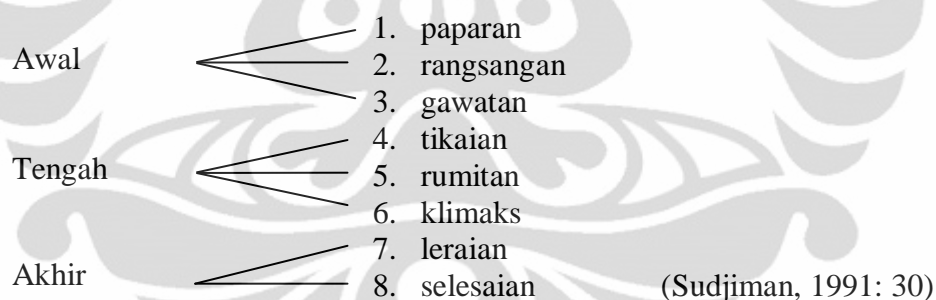 1. paparan
Awal
2. rangsangan
3. gawatan
4. tikaian
Tengah
5. rumitan
6. klimaks
7. leraian
Akhir
8. selesaian (Sudjiman, 1991: 30)